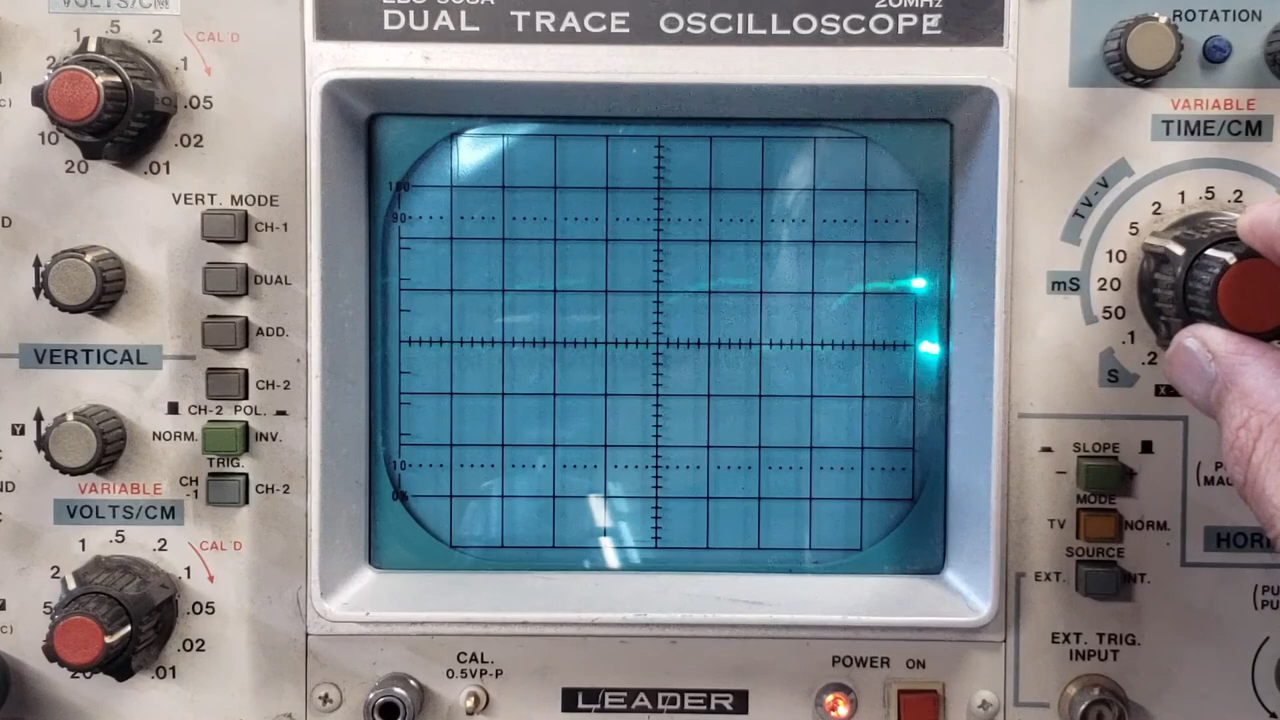 VOLTS/CM
DUAL TRACE OSCILLOSCOPE
20MHz
1 .5 .2
CAL'D
2
.1
.05
10
.02
20
.01
VERT. MODE
CH-1
DUAL
ADD.
CH-2
VERTICAL
CH-2 POL.
NORM.
INV.
TRIG.
CH
-1
CH-2
Y
VARIABLE
VOLTS/CM
1 .5 .2
CAL'D
2
.1
5
.05
.02
20
.01
100
90
10
0%
CAL.
0.5VP-P
LEADER
POWER ON
ROTATION
VARIABLE
TIME/CM
TV-V
5 2 1 .5 .2
10
mS
20
50
.1
.2
S
SLOPE
-
+
MODE
TV
NORM.
SOURCE
EXT.
INT.
EXT. TRIG.
INPUT